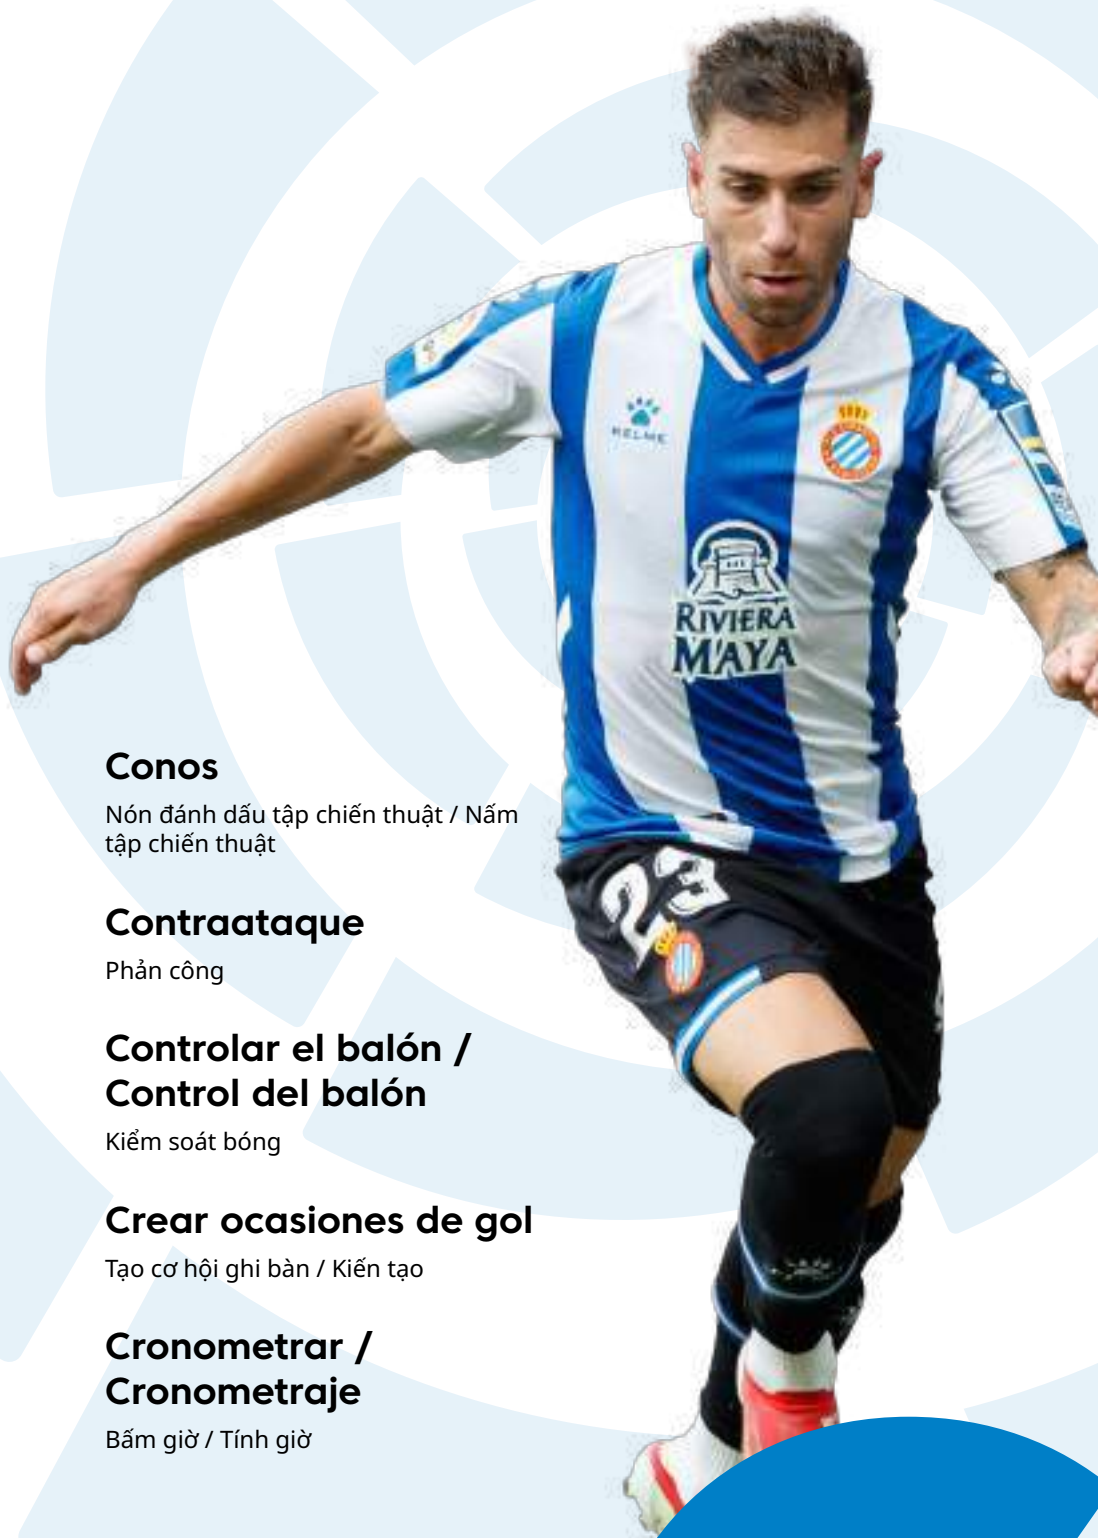 KELME
RIVIERA
MAYA
Conos
Nón đánh dấu tập chiến thuật / Nấm
tập chiến thuật
23
Contraataque
Phản công
Controlar el balón /
Control del balón
Kiểm soát bóng
Crear ocasiones de gol
Tạo cơ hội ghi bàn / Kiến tạo
Cronometrar /
Cronometraje
Bấm giờ / Tính giờ